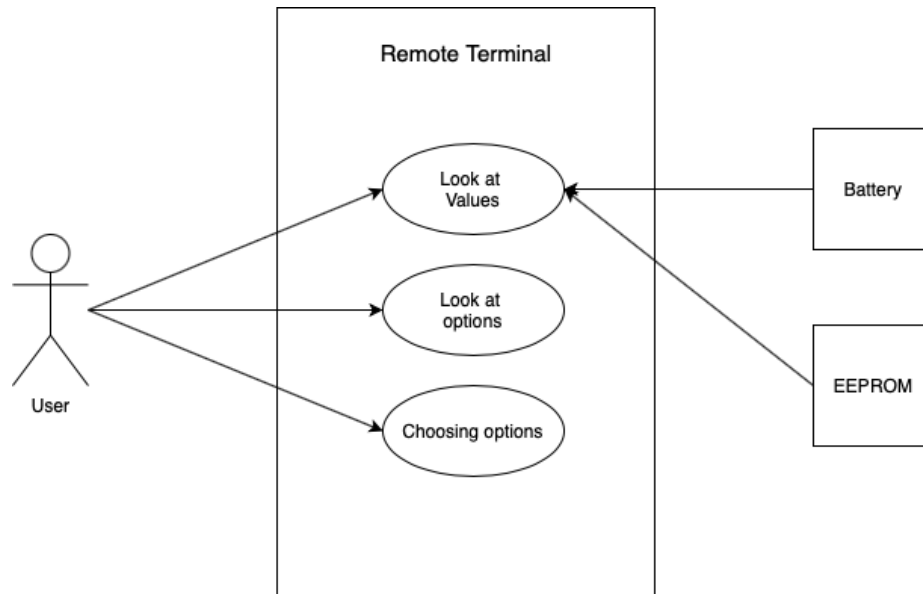 Remote Terminal
Look at
Values
Battery
Look at
options
EEPROM
User
Choosing options